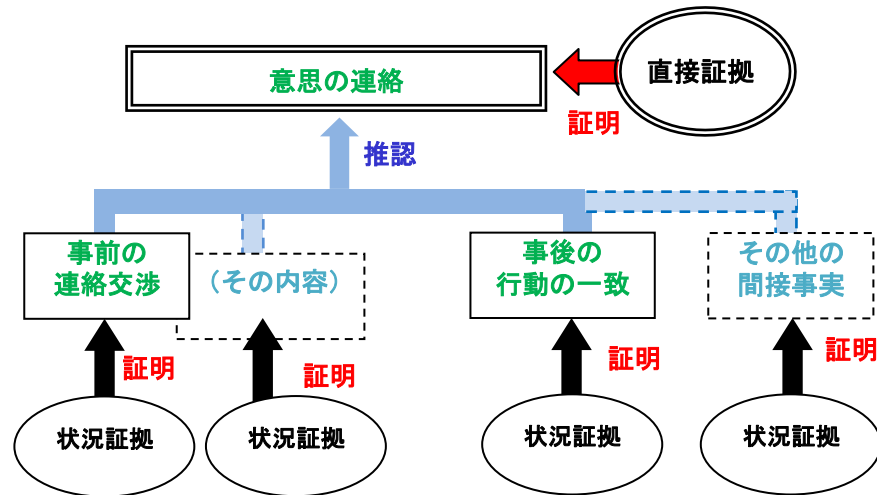 意思の連絡
直接証拠
証明
推認
事前の
連絡交渉
（その内容）
事後の
行動の一致
その他の
間接事実
証明
証明
証明
証明
状況証拠
状況証拠
状況証拠
状況証拠